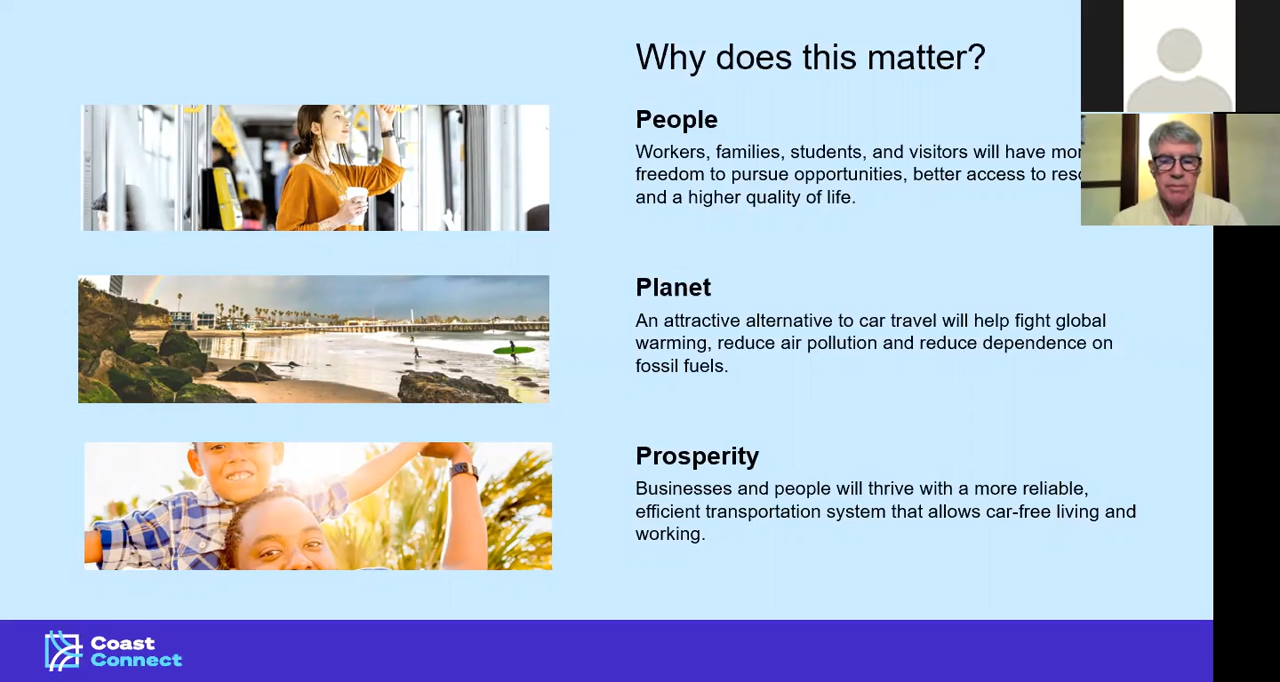 Why does this matter?
People
Workers, families, students, and visitors will have
freedom to pursue opportunities, better access to
and a higher quality of life.
Planet
An attractive alternative to car travel will help fight global
warming, reduce air pollution and reduce dependence on
fossil fuels.
Prosperity
Businesses and people will thrive with a more reliable,
efficient transportation system that allows car-free living and
working.
Coast
Connect